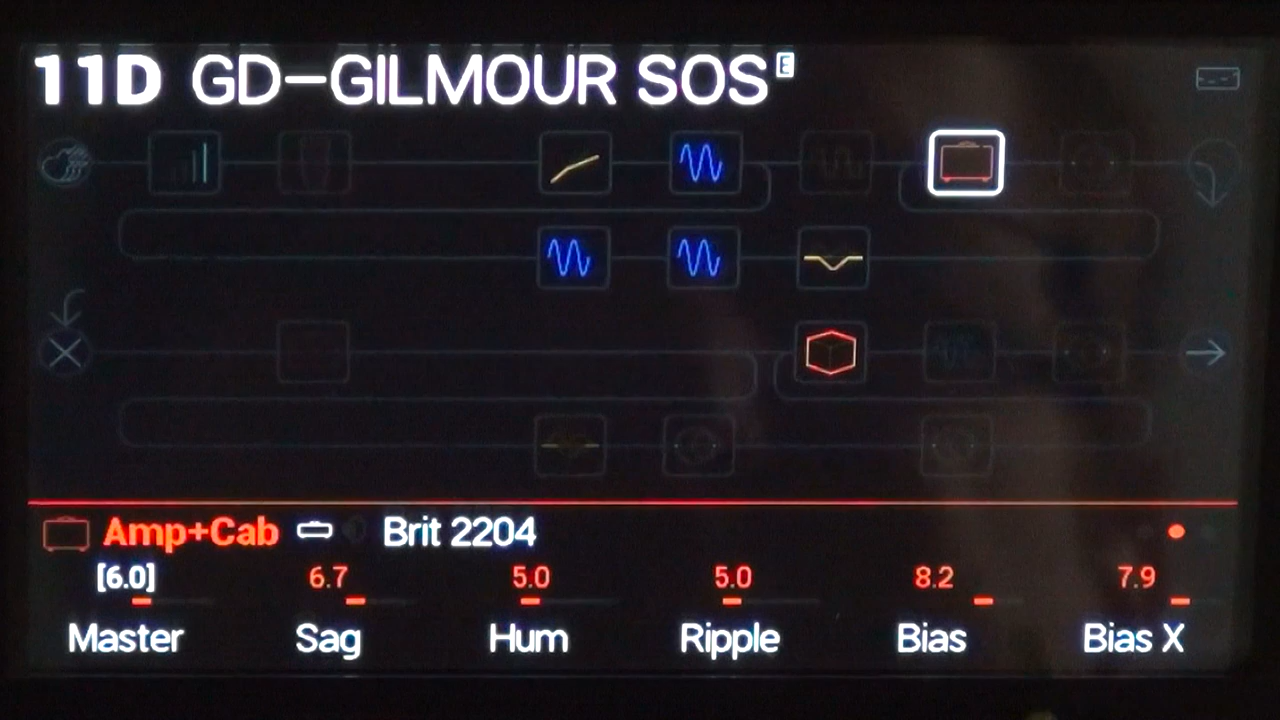 11D GD-GILMOUR SOS E
Amp+Cab Brit 2204
[6.0] 6.7 5.0 5.0 8.2 7.9
Master Sag Hum Ripple Bias Bias X